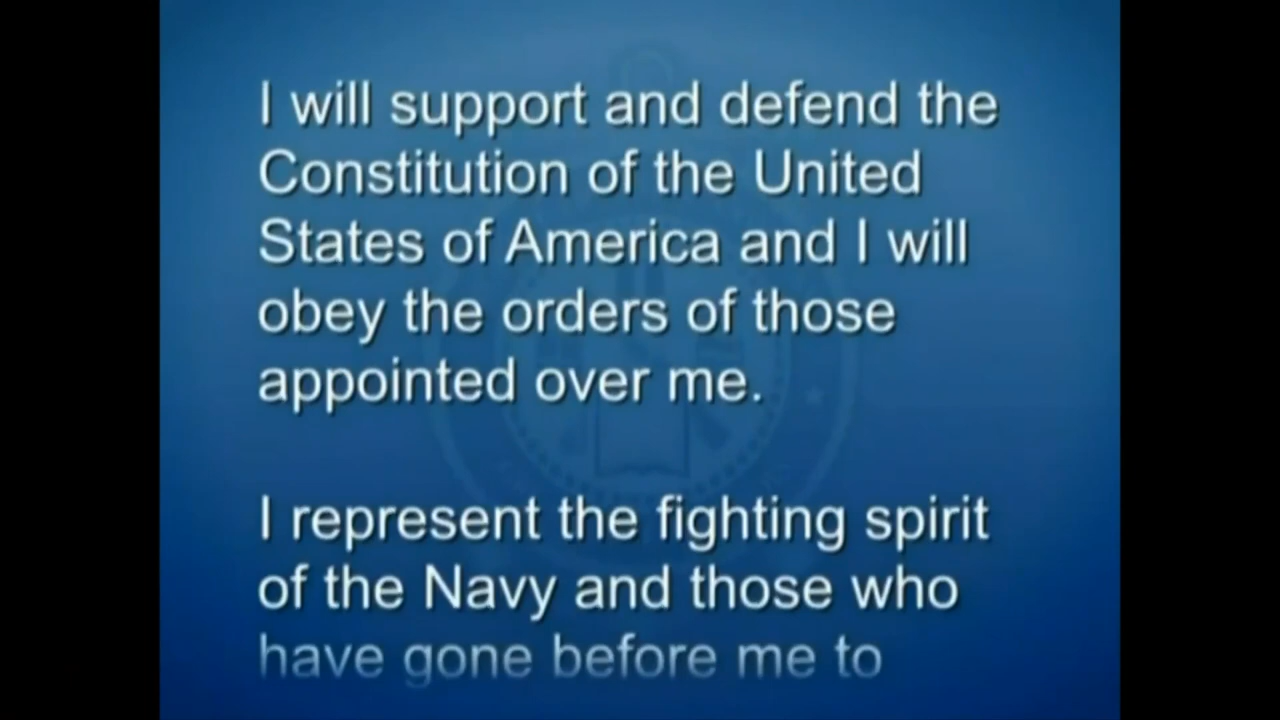 I will support and defend the
Constitution of the United
States of America and I will
obey the orders of those
appointed over me.
I represent the fighting spirit
of the Navy and those who
have gone before me to